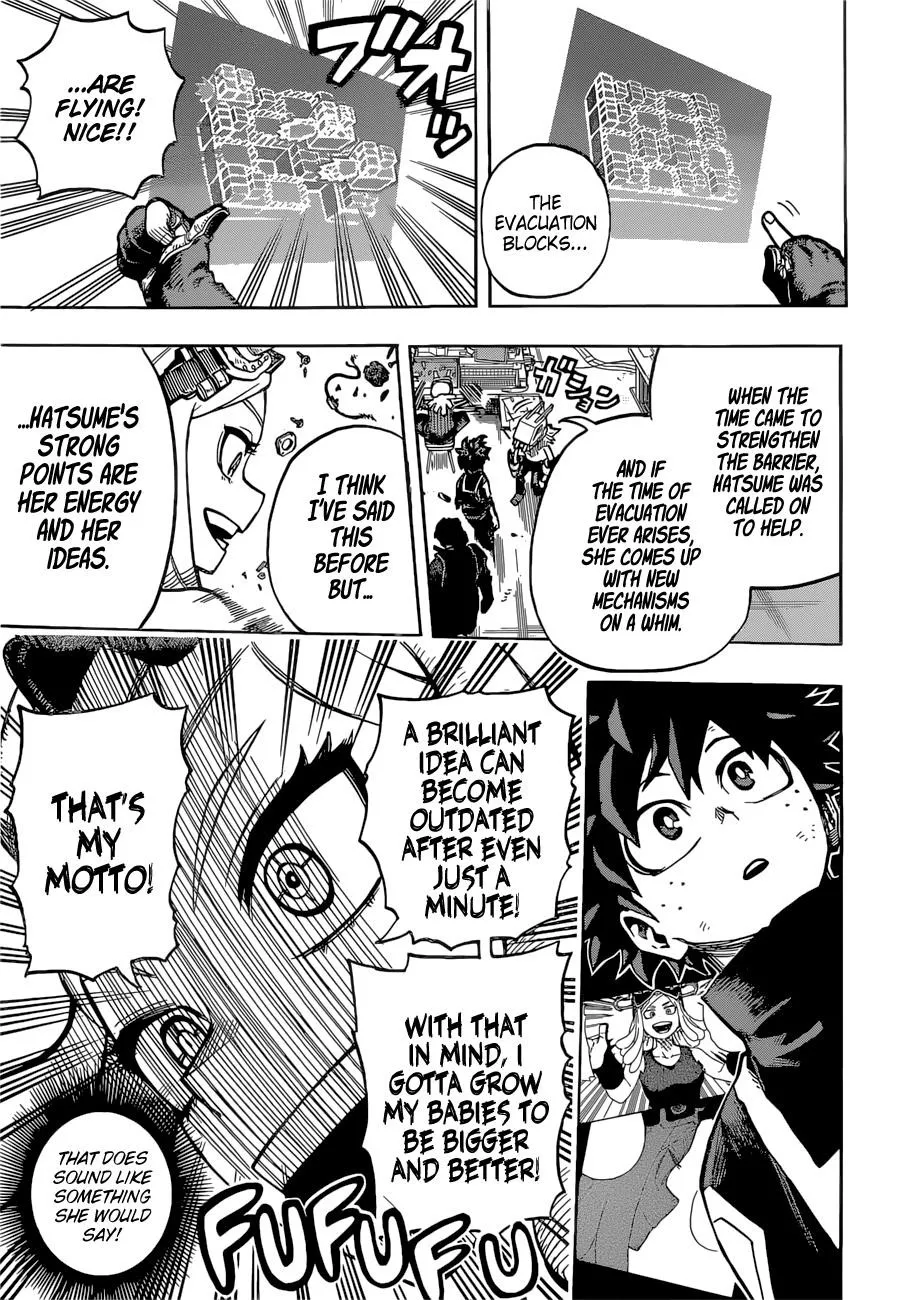 THE
EVACUATION
BLOCKS...
ブオッ
...ARE
FLYING!
NICE!!
WHEN THE
TIME CAME TO
STRENGTHEN
THE BARRIER,
HATSUME WAS
CALLED ON
TO HELP.
AND IF
THE TIME OF
EVACUATION
EVER ARISES,
SHE COMES UP
WITH NEW
MECHANISMS
ON A WHIM.
ガション
I THINK
I'VE SAID
THIS
BEFORE
BUT...
...HATSUME'S
STRONG
POINTS ARE
HER ENERGY
AND HER
IDEAS.
A BRILLIANT
IDEA CAN
BECOME
OUTDATED
AFTER EVEN
JUST A
MINUTE!
WITH THAT
IN MIND, I
GOTTA GROW
MY BABIES TO
BE BIGGER
AND BETTER!
THAT'S
MY
MOTTO!
THAT DOES
SOUND LIKE
SOMETHING
SHE WOULD
SAY!
FUFUFUFU